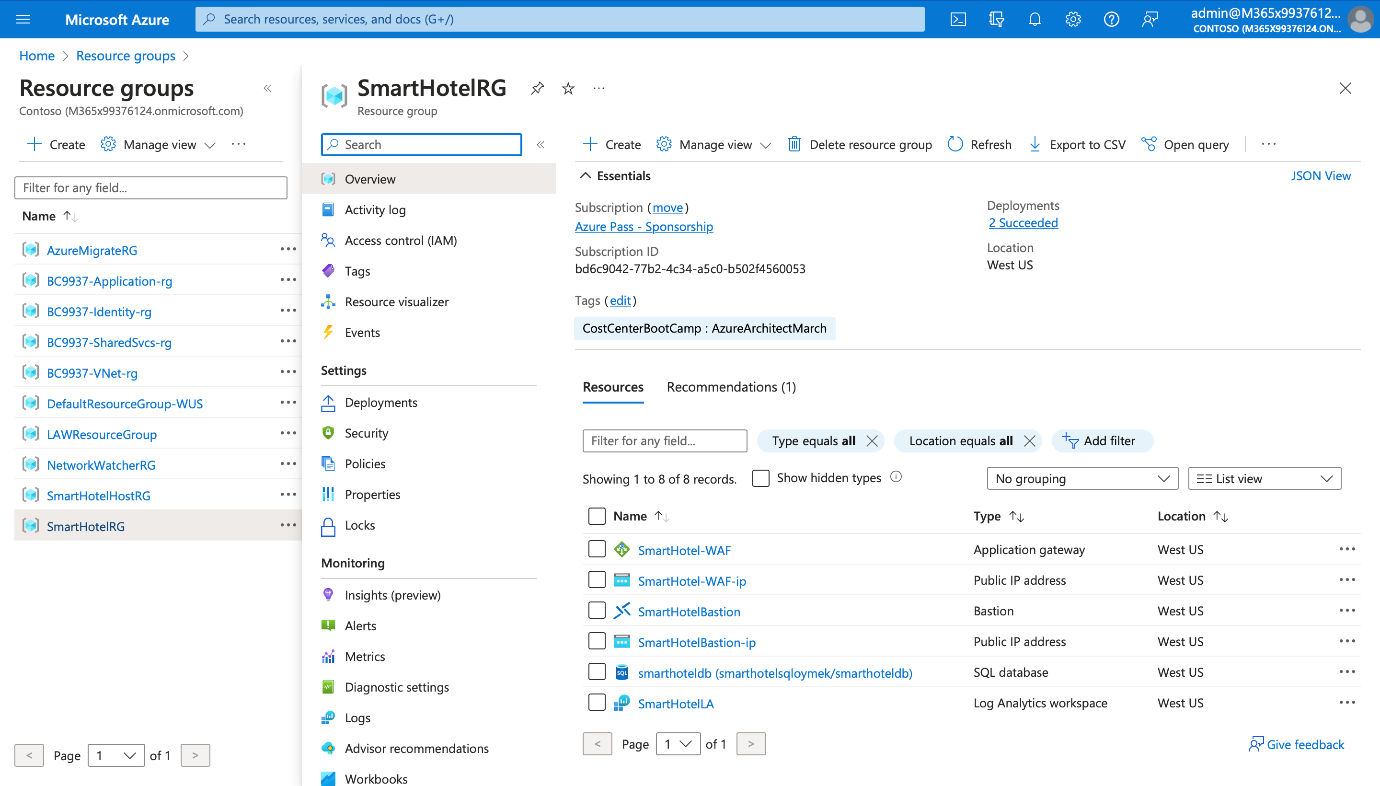 Microsoft Azure
Search resources, services, and docs (G+/)
admin@M365x9937612...
CONTOSO (M365X99376124.ON...
Home > Resource groups >
Resource groups
Contoso (M365x99376124.onmicrosoft.com)
Create Manage view ...
Filter for any field...
Name
AzureMigrateRG ...
BC9937-Application-rg ...
BC9937-Identity-rg ...
BC9937-SharedSvcs-rg ...
BC9937-VNet-rg ...
DefaultResourceGroup-WUS ...
LAWResourceGroup ...
NetworkWatcherRG ...
SmartHotelHostRG ...
SmartHotelRG ...
< Page 1 of 1 >
SmartHotelRG ...
Resource group
Search
Overview
Activity log
Access control (IAM)
Tags
Resource visualizer
Events
Settings
Deployments
Security
Policies
Properties
Locks
Monitoring
Insights (preview)
Alerts
Metrics
Diagnostic settings
Logs
Advisor recommendations
Workbooks
Create Manage view Delete resource group Refresh Export to CSV Open query ...
Essentials
JSON View
Subscription (move)
Azure Pass - Sponsorship
Subscription ID
bd6c9042-77b2-4c34-a5c0-b502f4560053
Deployments
2 Succeeded
Location
West US
Tags (edit)
CostCenterBootCamp : AzureArchitectMarch
Resources Recommendations (1)
Filter for any field... Type equals all Location equals all Add filter
Showing 1 to 8 of 8 records. Show hidden types No grouping List view
Name Type Location
SmartHotel-WAF Application gateway West US ...
SmartHotel-WAF-ip Public IP address West US ...
SmartHotelBastion Bastion West US ...
SmartHotelBastion-ip Public IP address West US ...
smarthoteldb (smarthotelsqloymek/smarthoteldb) SQL database West US ...
SmartHotelLA Log Analytics workspace West US ...
< Page 1 of 1 >
Give feedback